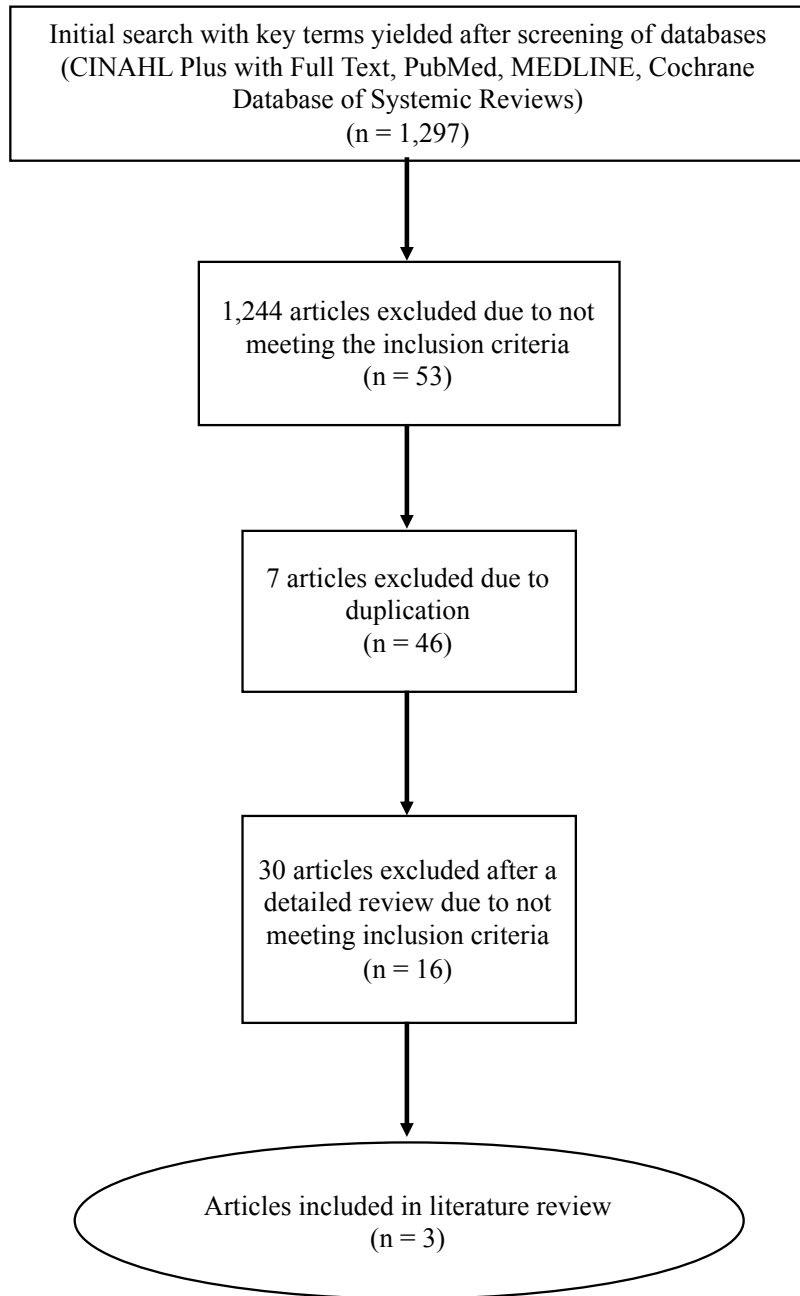 Initial search with key terms yielded after screening of databases
(CINAHL Plus with Full Text, PubMed, MEDLINE, Cochrane
Database of Systemic Reviews)
(n = 1,297)
1,244 articles excluded due to not
meeting the inclusion criteria
(n = 53)
7 articles excluded due to
duplication
(n = 46)
30 articles excluded after a
detailed review due to not
meeting inclusion criteria
(n = 16)
Articles included in literature review
(n = 3)